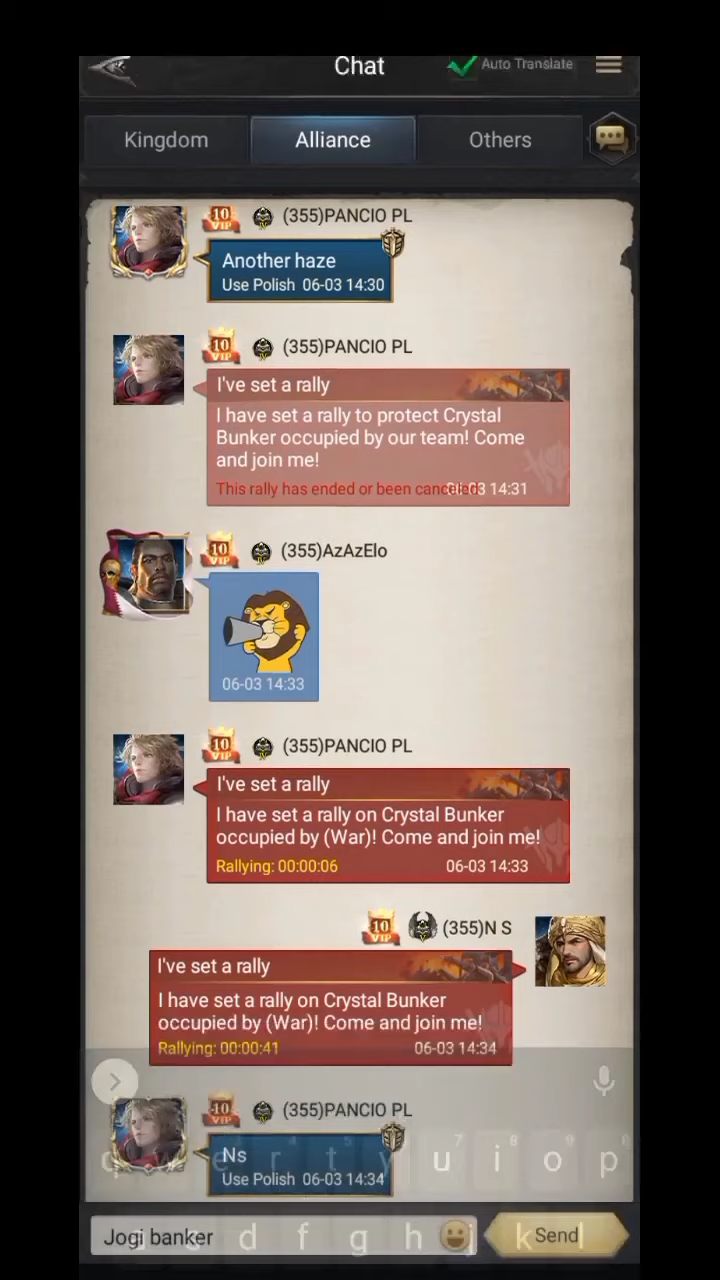 Chat
Auto Translate
Kingdom
Alliance
Others
10 VIP (355)PANCIO PL
Another haze
Use Polish 06-03 14:30
10 VIP (355)PANCIO PL
I've set a rally
I have set a rally to protect Crystal
Bunker occupied by our team! Come
and join me!
This rally has ended or been canceled 06-03 14:31
10 VIP (355)AzAzElo
06-03 14:33
10 VIP (355)PANCIO PL
I've set a rally
I have set a rally on Crystal Bunker
occupied by (War)! Come and join me!
Rallying: 00:00:06 06-03 14:33
10 VIP (355)N S
I've set a rally
I have set a rally on Crystal Bunker
occupied by (War)! Come and join me!
Rallying: 00:00:41 06-03 14:34
10 VIP (355)PANCIO PL
Ns
Use Polish 06-03 14:34
q w e r t y u 7 i 8 o 9 p 0
Jogi banker
d f g h j k l
Send